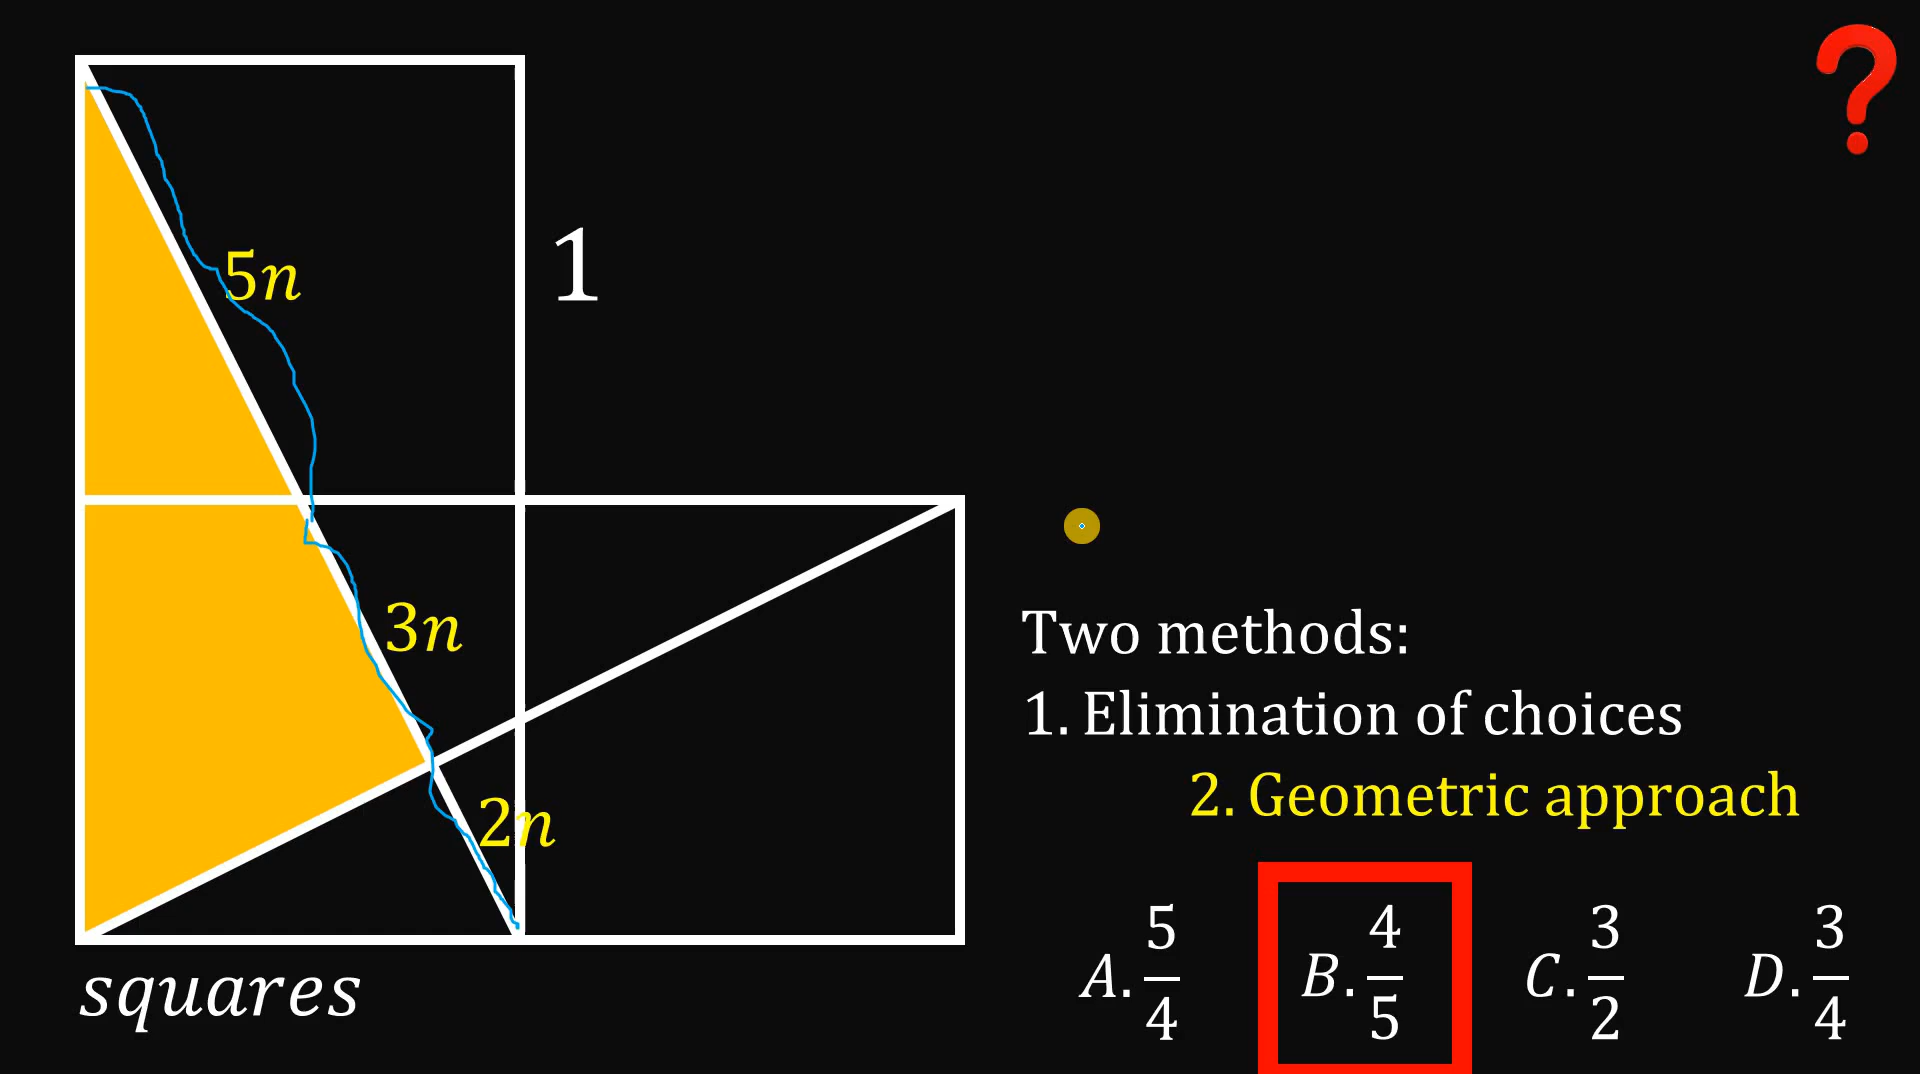 ?
5n
1
3n
2n
squares
Two methods:
1. Elimination of choices
2. Geometric approach
A. 5/4 B. 4/5 C. 3/2 D. 3/4